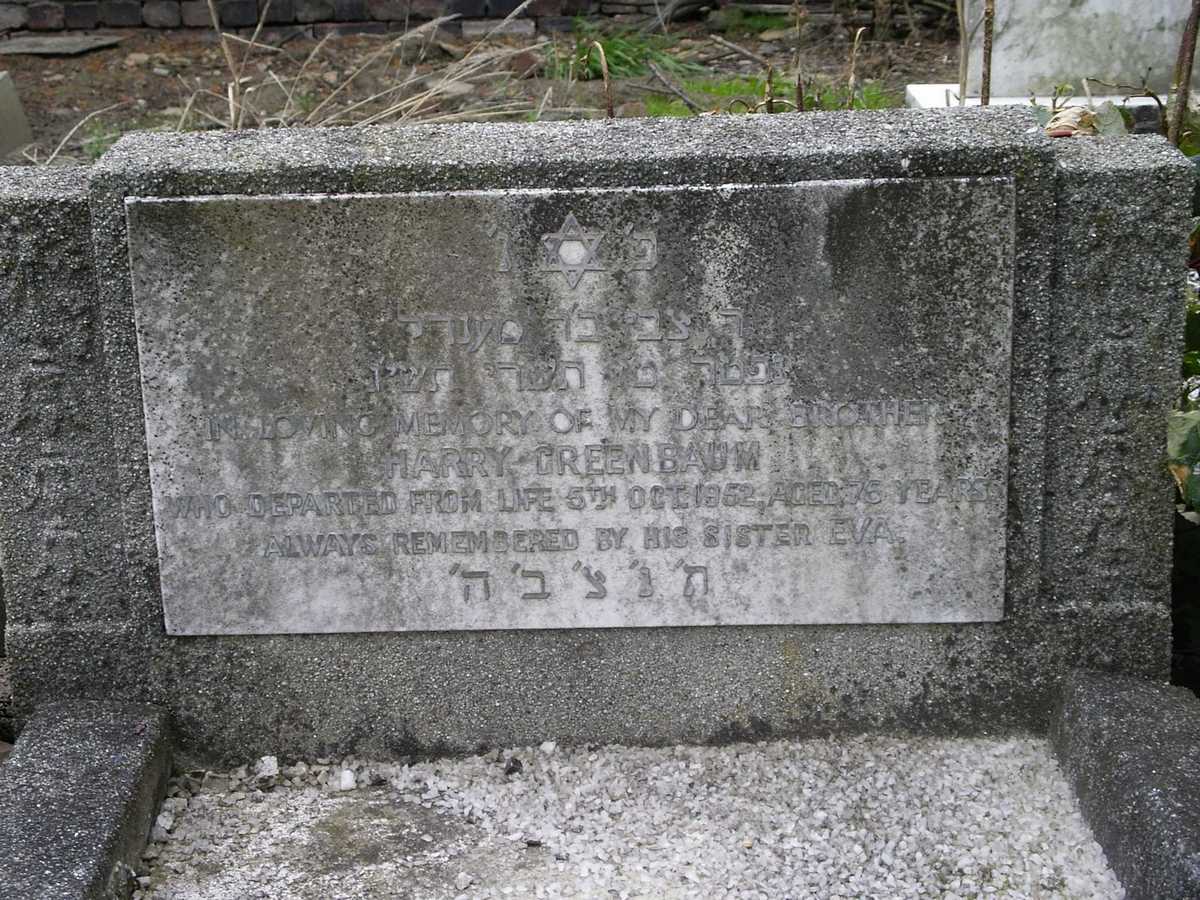 פ׳ נ׳
ר׳ צבי בר מענדל
נפטר תשרי
IN LOVING MEMORY OF MY DEAR BROTHER
HARRY GREENBAUM
WHO DEPARTED FROM LIFE 5TH OCT. 1952, AGED 76 YEARS.
ALWAYS REMEMBERED BY HIS SISTER EVA.
ת׳ נ׳ צ׳ ב׳ ה׳